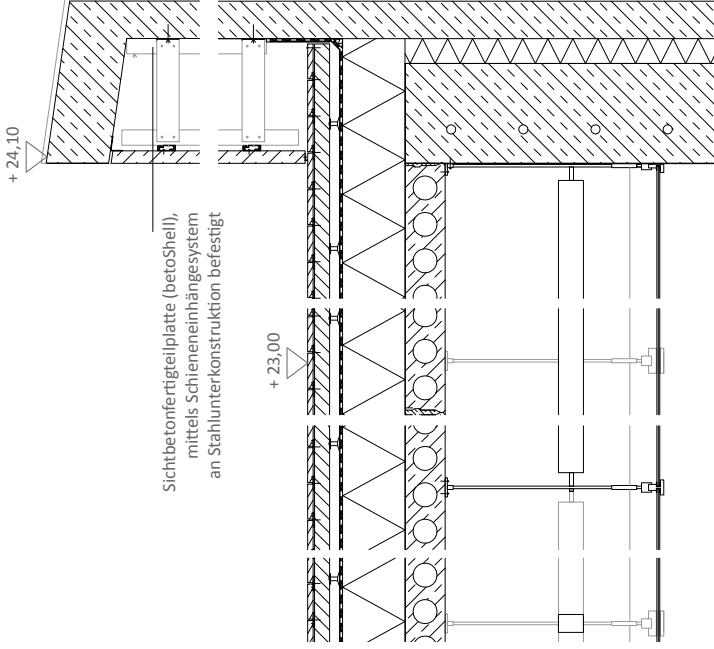 + 24,10
Sichtbetonfertigteilplatte (betoShell),
mittels Schieneneinhängesystem
an Stahlunterkonstruktion befestigt
+ 23,00